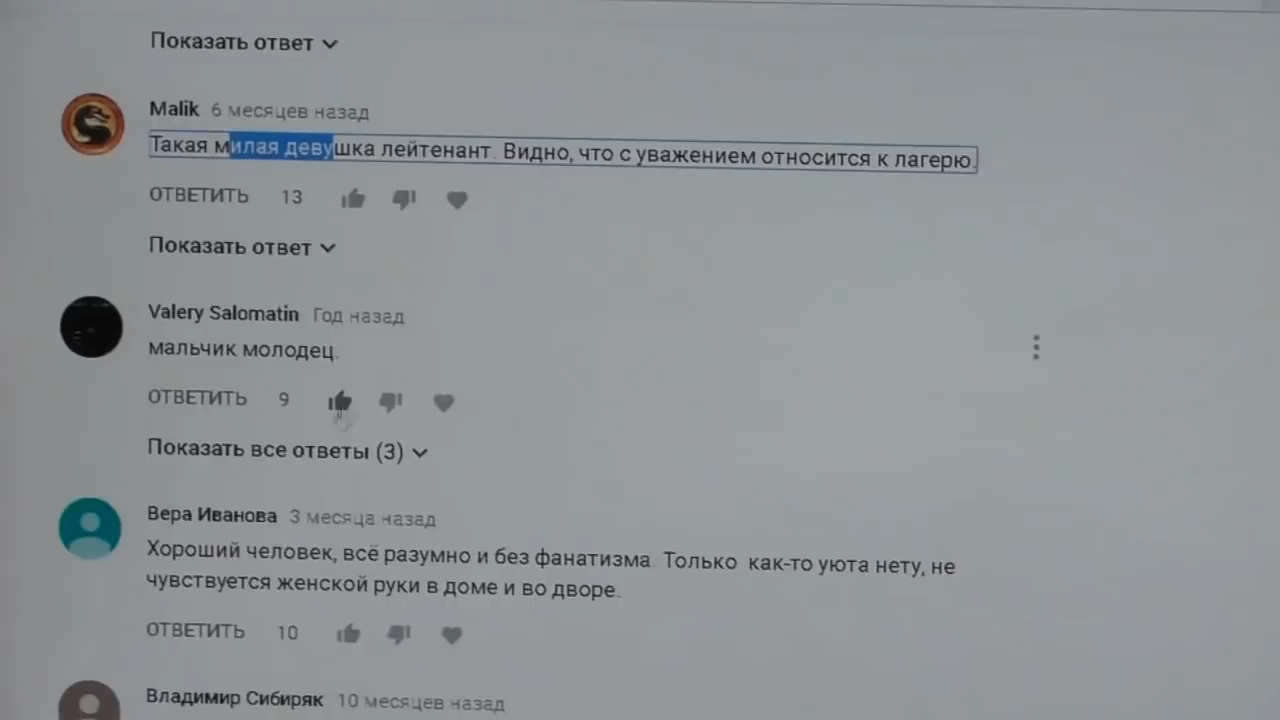 Показать ответ
Malik 6 месяцев назад
Такая милая девушка лейтенант. Видно, что с уважением относится к лагерю.
ОТВЕТИТЬ 13
Показать ответ
Valery Salomatin Год назад
мальчик молодец.
ОТВЕТИТЬ 9
Показать все ответы (3)
Вера Иванова 3 месяца назад
Хороший человек, всё разумно и без фанатизма. Только как-то уюта нету, не
чувствуется женской руки в доме и во дворе.
ОТВЕТИТЬ 10
Владимир Сибиряк 10 месяцев назад